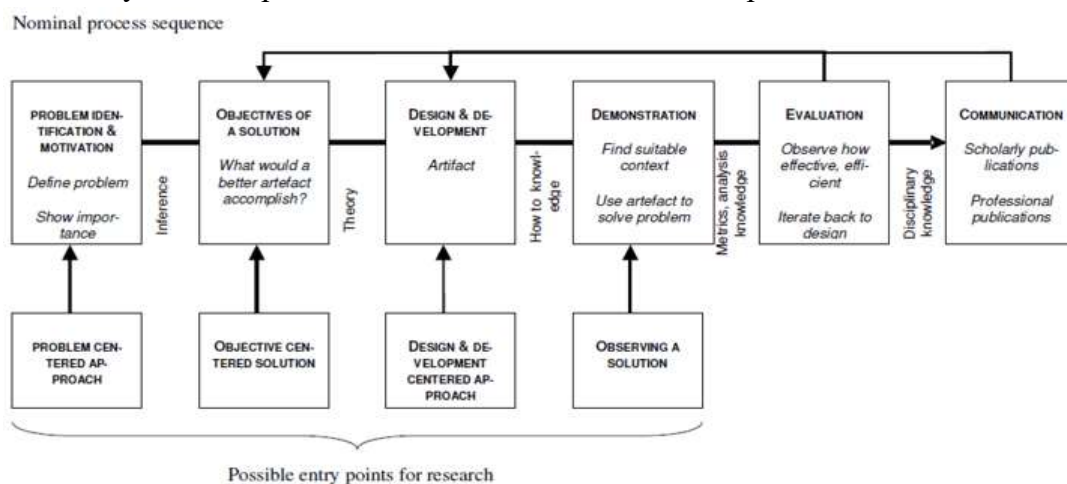 Nominal process sequence
PROBLEM IDEN-
TIFICATION &
MOTIVATION
Define problem
Show impor-
tance
Inference
OBJECTIVES OF
A SOLUTION
What would a
better artefact
accomplish?
Theory
DESIGN & DE-
VELOPMENT
Artifact
How to knowl-
edge
DEMONSTRATION
Find suitable
context
Use artefact to
solve problem
Metrics, analysis
knowledge
EVALUATION
Observe how
effective, effi-
cient
Iterate back to
design
Disciplinary
knowledge
COMMUNICATION
Scholarly pub-
lications
Professional
publications
PROBLEM CEN-
TERED AP-
PROACH
OBJECTIVE CEN-
TERED SOLUTION
DESIGN & DE-
VELOPMENT
CENTERED AP-
PROACH
OBSERVING A
SOLUTION
Possible entry points for research